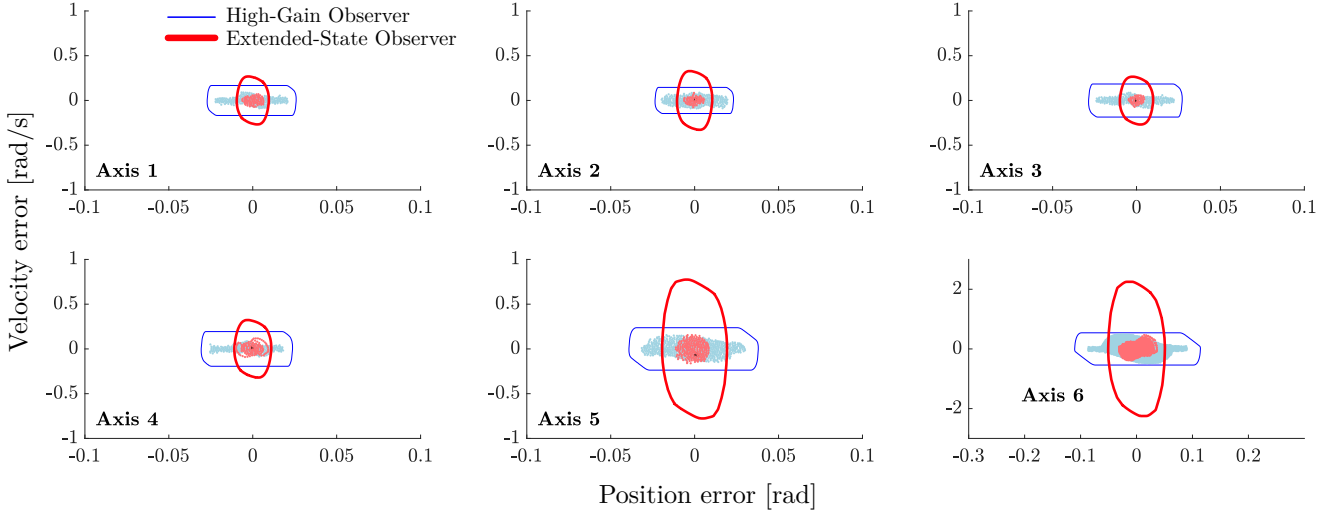 High-Gain Observer
Extended-State Observer
Velocity error [rad/s]
1
0.5
0
-0.5
-1
Axis 1
-0.1 -0.05 0 0.05 0.1
1
0.5
0
-0.5
-1
Axis 2
-0.1 -0.05 0 0.05 0.1
1
0.5
0
-0.5
-1
Axis 3
-0.1 -0.05 0 0.05 0.1
1
0.5
0
-0.5
-1
Axis 4
-0.1 -0.05 0 0.05 0.1
1
0.5
0
-0.5
-1
Axis 5
-0.1 -0.05 0 0.05 0.1
2
0
-2
Axis 6
-0.3 -0.2 -0.1 0 0.1 0.2
Position error [rad]